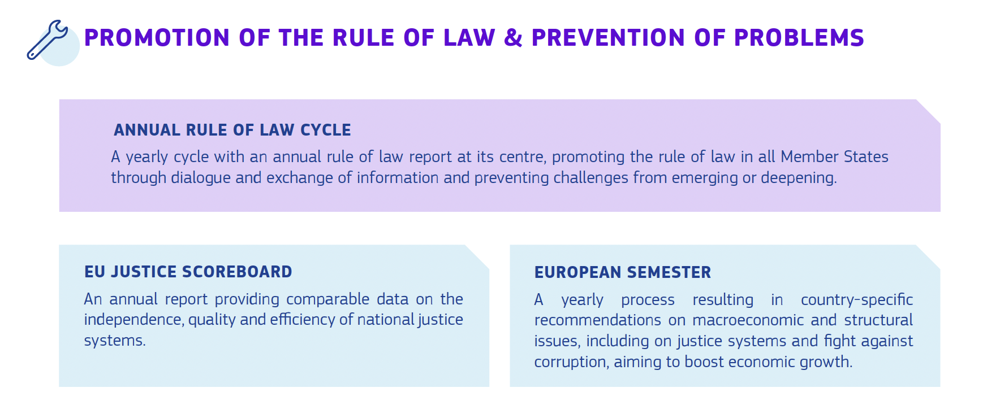 PROMOTION OF THE RULE OF LAW & PREVENTION OF PROBLEMS
ANNUAL RULE OF LAW CYCLE
A yearly cycle with an annual rule of law report at its centre, promoting the rule of law in all Member States
through dialogue and exchange of information and preventing challenges from emerging or deepening.
EU JUSTICE SCOREBOARD
An annual report providing comparable data on the
independence, quality and efficiency of national justice
systems.
EUROPEAN SEMESTER
A yearly process resulting in country-specific
recommendations on macroeconomic and structural
issues, including on justice systems and fight against
corruption, aiming to boost economic growth.